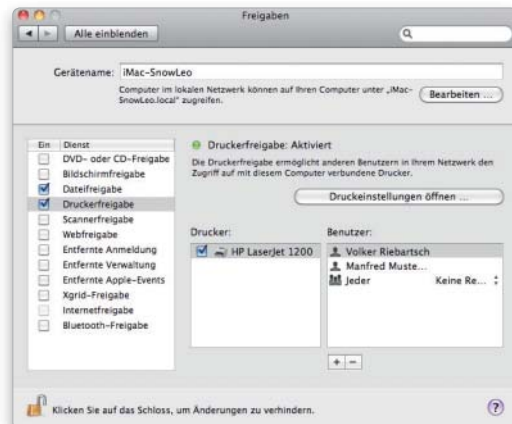 Freigaben
Alle einblenden
Gerätename: iMac-SnowLeo
Computer im lokalen Netzwerk können auf Ihren Computer unter „iMac-
SnowLeo.local“ zugreifen.
Bearbeiten ...
Ein Dienst
DVD- oder CD-Freigabe
Bildschirmfreigabe
Dateifreigabe
Druckerfreigabe
Scannerfreigabe
Webfreigabe
Entfernte Anmeldung
Entfernte Verwaltung
Entfernte Apple-Events
Xgrid-Freigabe
Internetfreigabe
Bluetooth-Freigabe
Druckerfreigabe: Aktiviert
Die Druckerfreigabe ermöglicht anderen Benutzern in Ihrem Netzwerk den
Zugriff auf mit diesem Computer verbundene Drucker.
Druckeinstellungen öffnen ...
Drucker:
HP LaserJet 1200
Benutzer:
Volker Riebartsch
Manfred Muste...
Jeder Keine Re...
+ −
Klicken Sie auf das Schloss, um Änderungen zu verhindern.
?